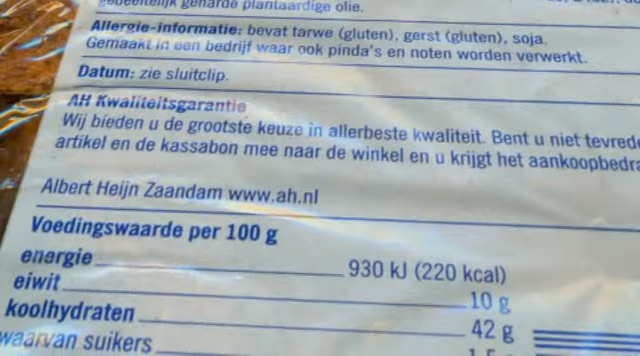 gedeeltelijk geharde plantaardige olie.
Allergie-informatie: bevat tarwe (gluten), gerst (gluten), soja.
Gemaakt in een bedrijf waar ook pinda's en noten worden verwerkt.
Datum: zie sluitclip.
AH Kwaliteitsgarantie
Wij bieden u de grootste keuze in allerbeste kwaliteit. Bent u niet tevrede
artikel en de kassabon mee naar de winkel en u krijgt het aankoopbedra
Albert Heijn Zaandam www.ah.nl
Voedingswaarde per 100 g
energie 930 kJ (220 kcal)
eiwit 10 g
koolhydraten 42 g
waarvan suikers